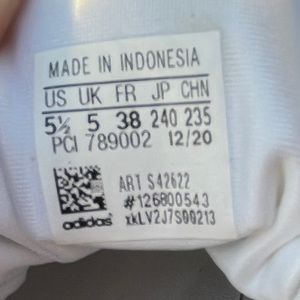 MADE IN INDONESIA
US UK FR JP CHN
5½ 5 38 240 235
PCI 789002 12/20
ART S42622
#126800543
adidas xkLV2J7S00213